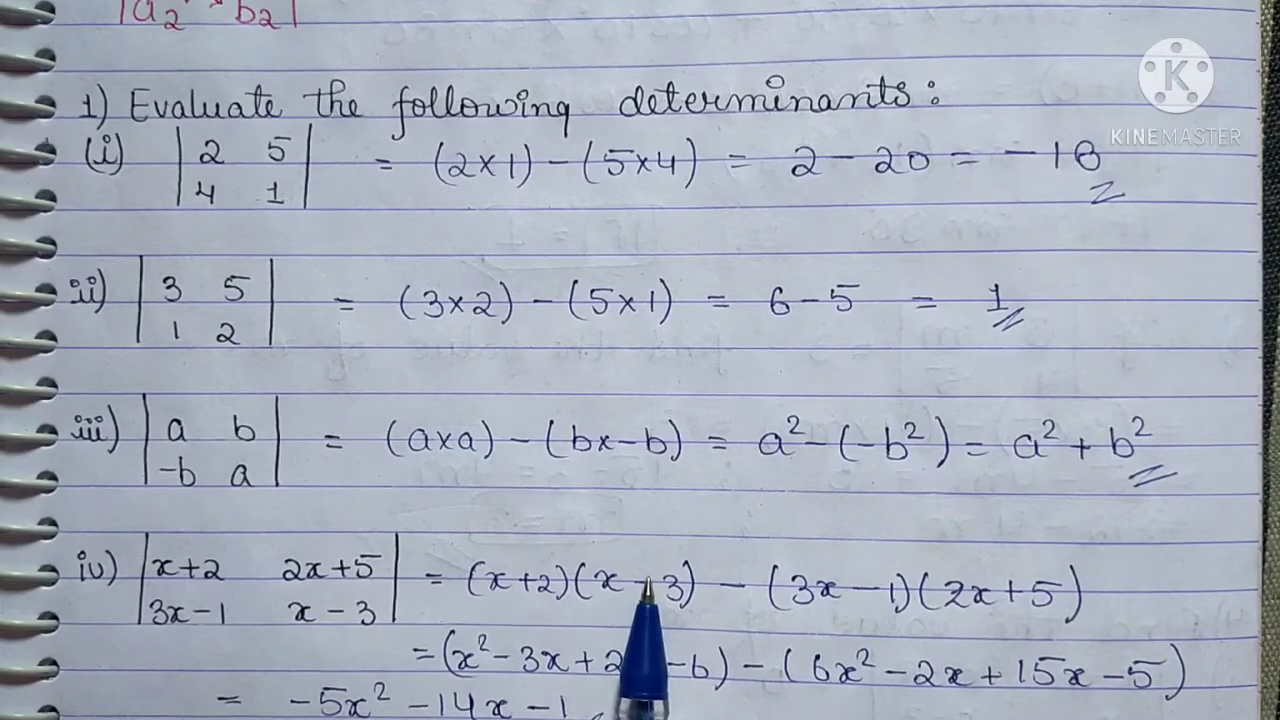 |a₂ b₂|
K
KINEMASTER
1) Evaluate the following determinants:
(i) |2 5| = (2×1) - (5×4) = 2 - 20 = -18
|4 1|
ii) |3 5| = (3×2) - (5×1) = 6 - 5 = 1
|1 2|
iii) |a b| = (a×a) - (b×-b) = a² - (-b²) = a² + b²
|-b a|
iv) |x+2 2x+5| = (x+2)(x-3) - (3x-1)(2x+5)
|3x-1 x-3|
= (x² - 3x + 2 -6) - (6x² - 2x + 15x - 5)
= -5x² - 14x - 1